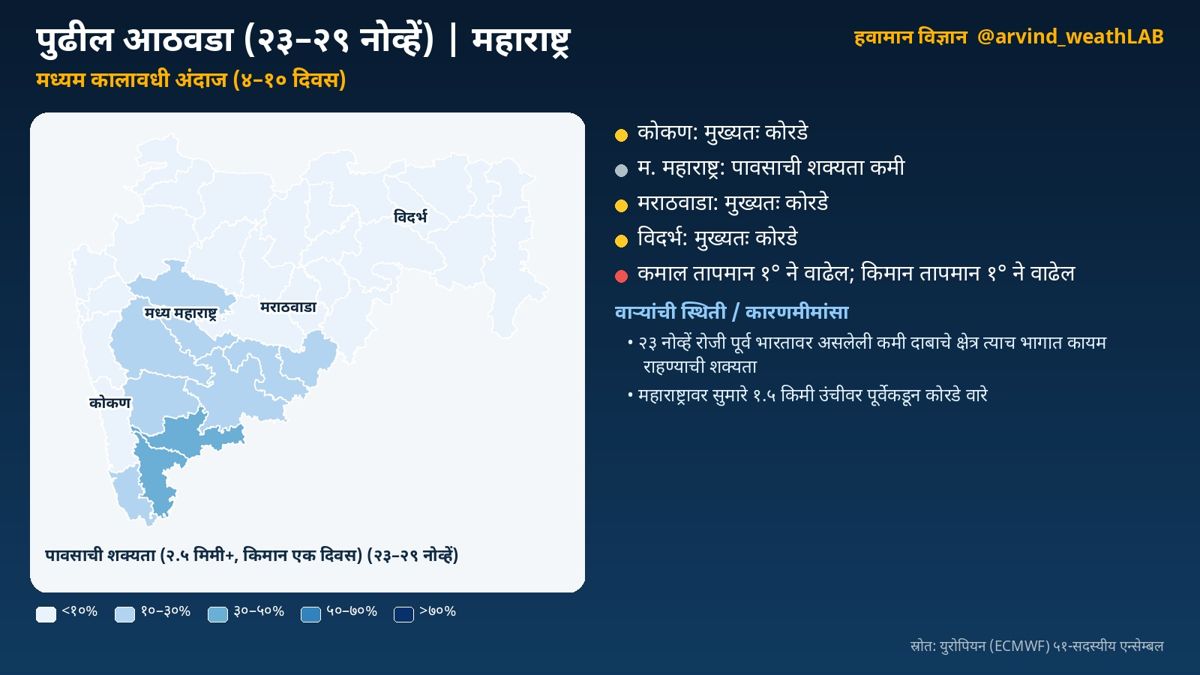 पुढील आठवडा (२३–२९ नोव्हें) | महाराष्ट्र
हवामान विज्ञान @arvind_weathLAB
मध्यम कालावधी अंदाज (४–१० दिवस)
विदर्भ
मध्य महाराष्ट्र
मराठवाडा
कोकण
पावसाची शक्यता (२.५ मिमी+, किमान एक दिवस) (२३–२९ नोव्हें)
<१०% १०–३०% ३०–५०% ५०–७०% >७०%
कोकण: मुख्यतः कोरडे
म. महाराष्ट्र: पावसाची शक्यता कमी
मराठवाडा: मुख्यतः कोरडे
विदर्भ: मुख्यतः कोरडे
कमाल तापमान १° ने वाढेल; किमान तापमान १° ने वाढेल
वाऱ्यांची स्थिती / कारणमीमांसा
• २३ नोव्हें रोजी पूर्व भारतावर असलेली कमी दाबाचे क्षेत्र त्याच भागात कायम
राहण्याची शक्यता
• महाराष्ट्रावर सुमारे १.५ किमी उंचीवर पूर्वेकडून कोरडे वारे
स्रोत: युरोपियन (ECMWF) ५१-सदस्यीय एन्सेम्बल